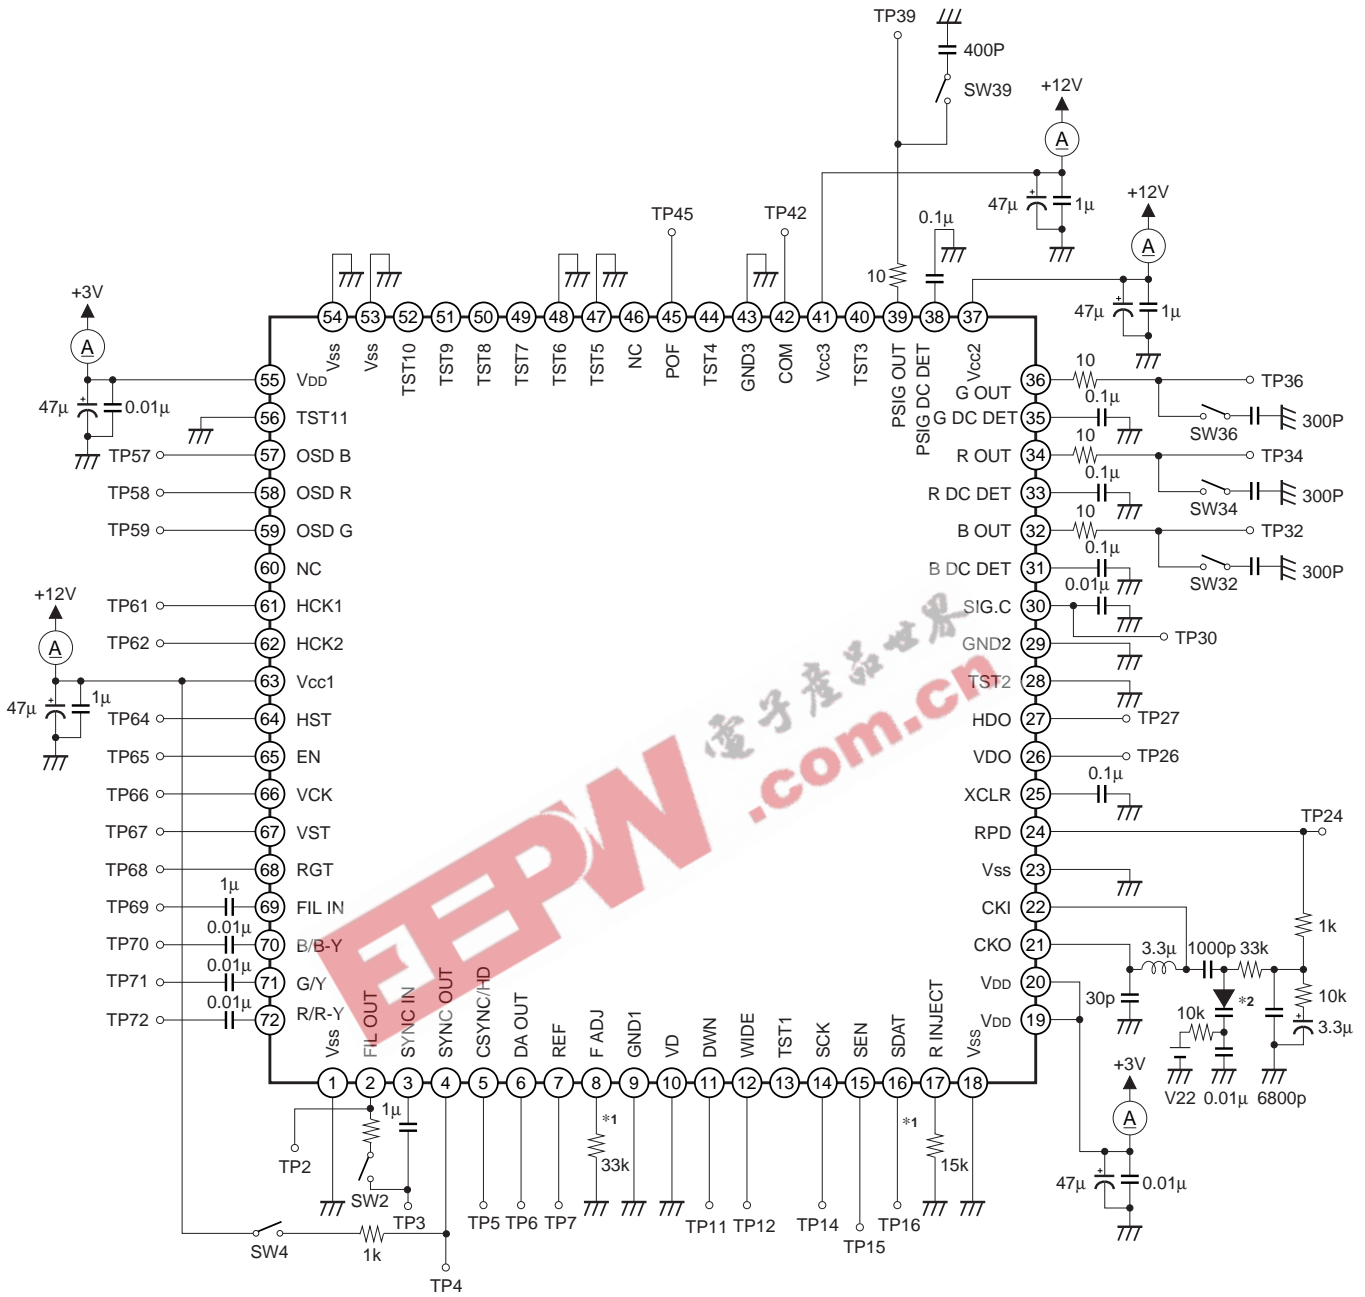 TP39
400P
SW39
+12V
A
47μ
1μ
+12V
A
47μ
1μ
TP45
TP42
0.1μ
10
+3V
A
47μ
0.01μ
54 53 52 51 50 49 48 47 46 45 44 43 42 41 40 39 38 37
Vss
Vss
TST10
TST9
TST8
TST7
TST6
TST5
NC
POF
TST4
GND3
COM
Vcc3
TST3
PSIG OUT
PSIG DC DET
Vcc2
55 VDD
56 TST11
TP57 57 OSD B
TP58 58 OSD R
TP59 59 OSD G
60 NC
+12V
A
47μ
1μ
TP61 61 HCK1
TP62 62 HCK2
63 Vcc1
TP64 64 HST
TP65 65 EN
TP66 66 VCK
TP67 67 VST
TP68 68 RGT
TP69 1μ 69 FIL IN
TP70 0.01μ 70 B/B-Y
TP71 0.01μ 71 G/Y
TP72 0.01μ 72 R/R-Y
G OUT 36 10 TP36
SW36 300P
G DC DET 35 0.1μ
R OUT 34 10 TP34
SW34 300P
R DC DET 33 0.1μ
B OUT 32 10 TP32
SW32 300P
B DC DET 31 0.1μ
SIG.C 30 0.01μ TP30
GND2 29
TST2 28
HDO 27 TP27
VDO 26 TP26
XCLR 25 0.1μ
RPD 24 TP24
Vss 23
CKI 22
CKO 21
VDD 20
VDD 19
1k
3.3μ 1000p 33k
30p
*2
10k
10k
3.3μ
V22 0.01μ 6800p
+3V
A
47μ
0.01μ
電子産品世界
EEPW
.com.cn
Vss
FIL OUT
SYNC IN
SYNC OUT
CSYNC/HD
DA OUT
REF
F ADJ
GND1
VD
DWN
WIDE
TST1
SCK
SEN
SDAT
R INJECT
Vss
1 2 3 4 5 6 7 8 9 10 11 12 13 14 15 16 17 18
1μ
*1
33k
*1
15k
TP2
SW2
TP3
TP5
TP6
TP7
TP11
TP12
TP14
TP15
TP16
SW4
1k
TP4